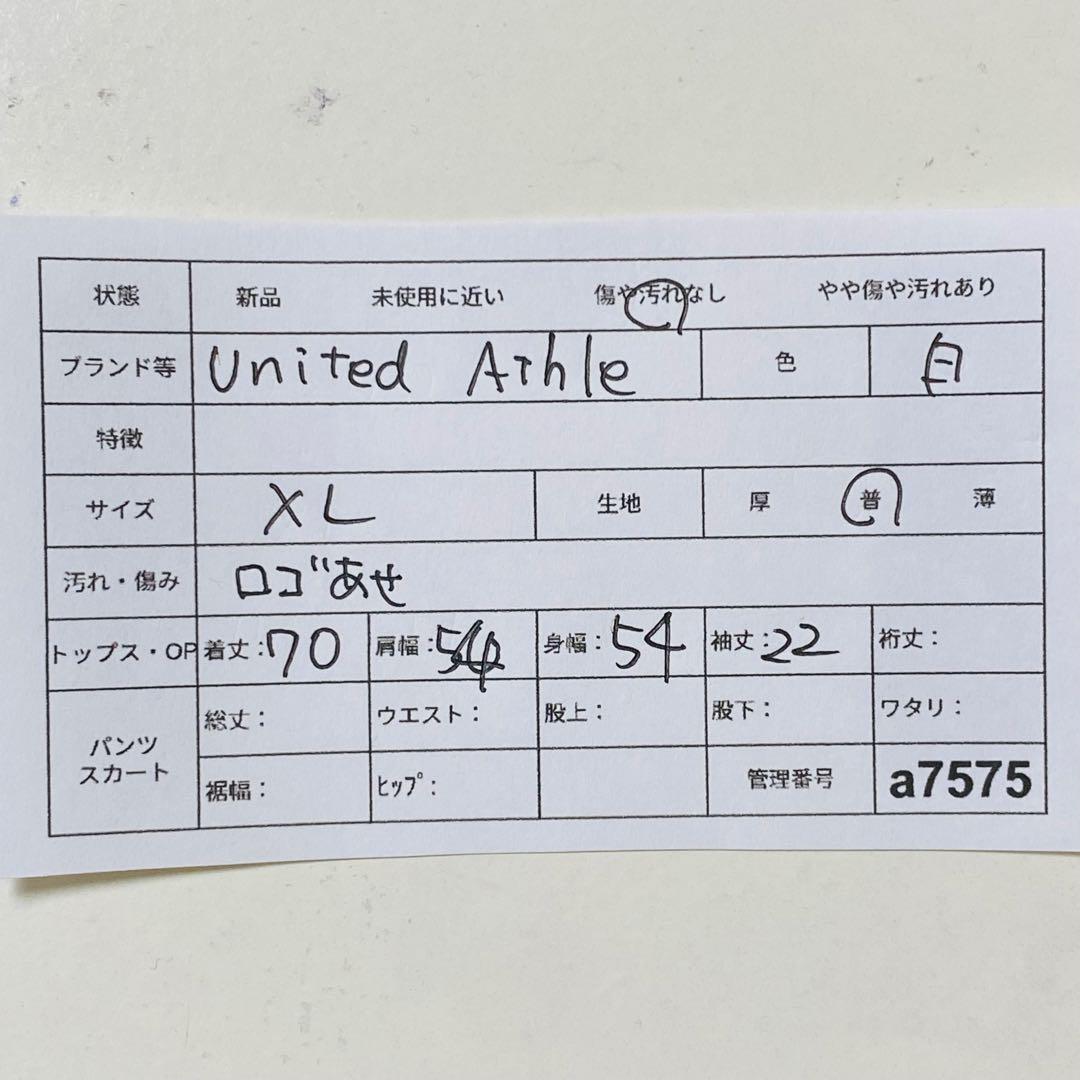 状態 新品 未使用に近い 傷や汚れなし やや傷や汚れあり
ブランド等 United Athle 色 白
特徴
サイズ XL 生地 厚 普 薄
汚れ・傷み ロゴあせ
トップス・OP 着丈:70 肩幅:54 身幅:54 袖丈:22 裄丈:
パンツ スカート
総丈: ウエスト: 股上: 股下: ワタリ:
裾幅: ヒップ: 管理番号 a7575